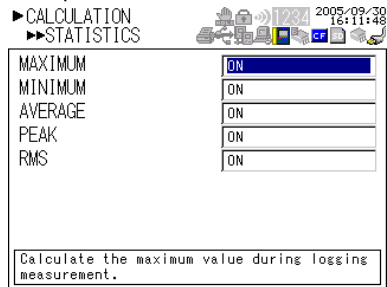 ►CALCULATION
►►STATISTICS
1234
2005/09/30
16:11:48
CF
SD
MAXIMUM ON
MINIMUM ON
AVERAGE ON
PEAK ON
RMS ON
Calculate the maximum value during logging
measurement.